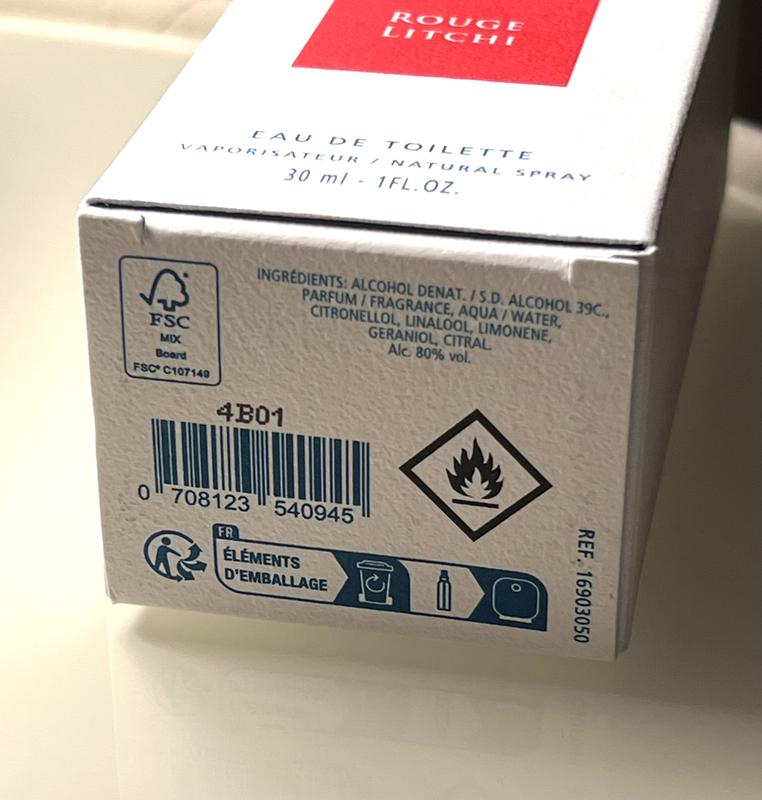 ROUGE
LITCHI
EAU DE TOILETTE
VAPORISATEUR / NATURAL SPRAY
30 ml - 1FL.OZ.
FSC
MIX
Board
FSC® C107149
INGRÉDIENTS: ALCOHOL DENAT. / S.D. ALCOHOL 39C.,
PARFUM / FRAGRANCE, AQUA / WATER,
CITRONELLOL, LINALOOL, LIMONENE,
GERANIOL, CITRAL.
Alc. 80% vol.
4B01
0 708123 540945
FR
ÉLÉMENTS
D'EMBALLAGE
REF. 16903050